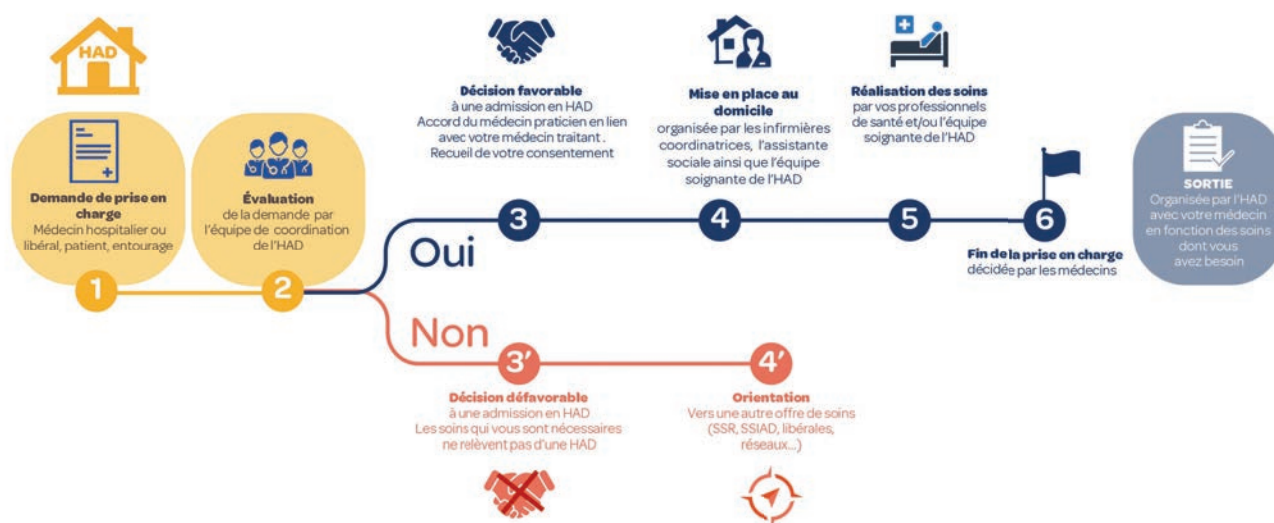 HAD
Demande de prise en
charge
Médecin hospitalier ou
libéral, patient, entourage
1
Évaluation
de la demande par
l'équipe de coordination
de l'HAD
2
Oui
Décision favorable
à une admission en HAD
Accord du médecin praticien en lien
avec votre médecin traitant .
Recueil de votre consentement
3
Mise en place au
domicile
organisée par les infirmières
coordinatrices, l'assistante
sociale ainsi que l'équipe
soignante de l'HAD
4
Réalisation des soins
par vos professionnels
de santé et/ou l'équipe
soignante de l'HAD
5
6
Fin de la prise en charge
décidée par les médecins
SORTIE
Organisée par l'HAD
avec votre médecin
en fonction des soins
dont vous
avez besoin
Non
3'
Décision défavorable
à une admission en HAD
Les soins qui vous sont nécessaires
ne relèvent pas d'une HAD
4'
Orientation
Vers une autre offre de soins
(SSR, SSIAD, libérales,
réseaux...)